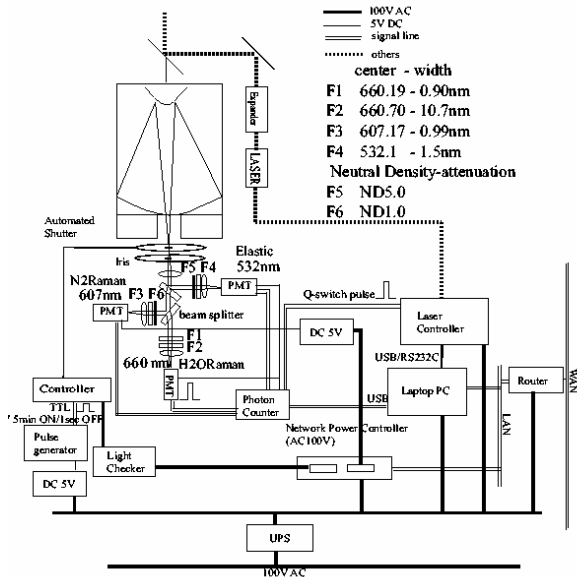 100V AC
5V DC
signal line
others
center - width
F1 660.19 - 0.90nm
F2 660.70 - 10.7nm
F3 607.17 - 0.99nm
F4 532.1 - 1.5nm
Neutral Density-attenuation
F5 ND5.0
F6 ND1.0
Expander
LASER
Automated
Shutter
Iris
F5 F4
Elastic
532nm
PMT
N2Raman
607nm
F3 F6
PMT
beam splitter
F1
F2
660 nm
H2ORaman
PMT
Q-switch pulse
DC 5V
Laser
Controller
USB/RS232C
Laptop PC
Router
WAN
LAN
USB
Photon
Counter
Network Power Controller
(AC100V)
Controller
TTL
7.5min ON/1sec OFF
Pulse
generator
Light
Checker
DC 5V
UPS
100V AC